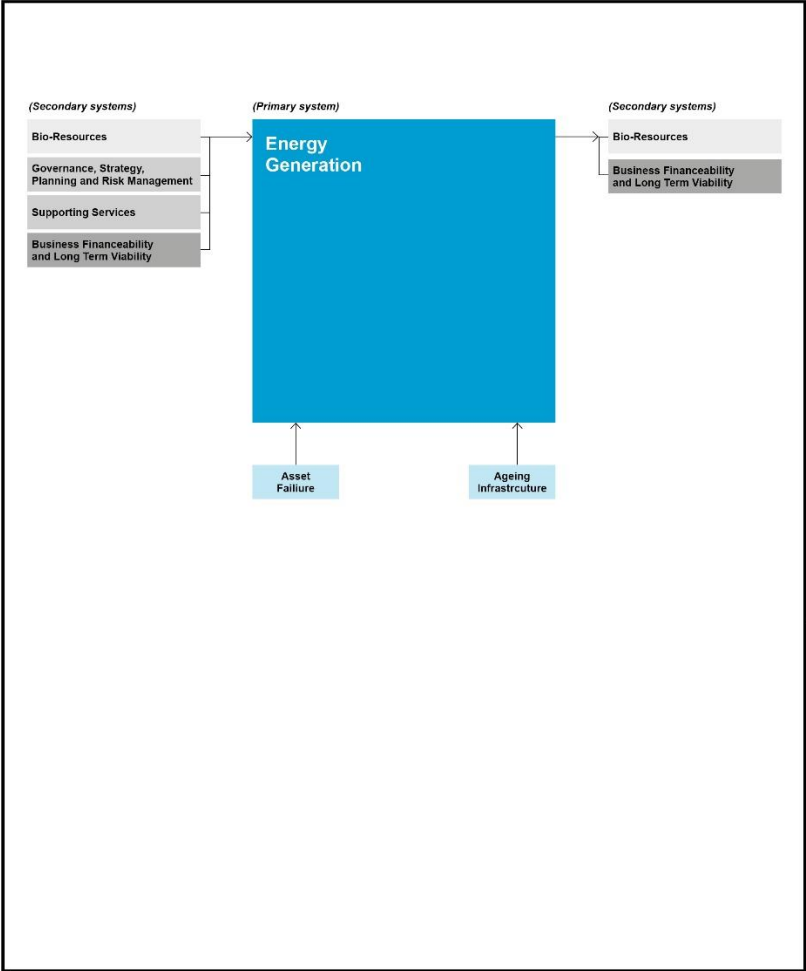 (Secondary systems)
Bio-Resources
Governance, Strategy,
Planning and Risk Management
Supporting Services
Business Financeability
and Long Term Viability
(Primary system)
Energy
Generation
(Secondary systems)
Bio-Resources
Business Financeability
and Long Term Viability
Asset
Failiure
Ageing
Infrastrcuture